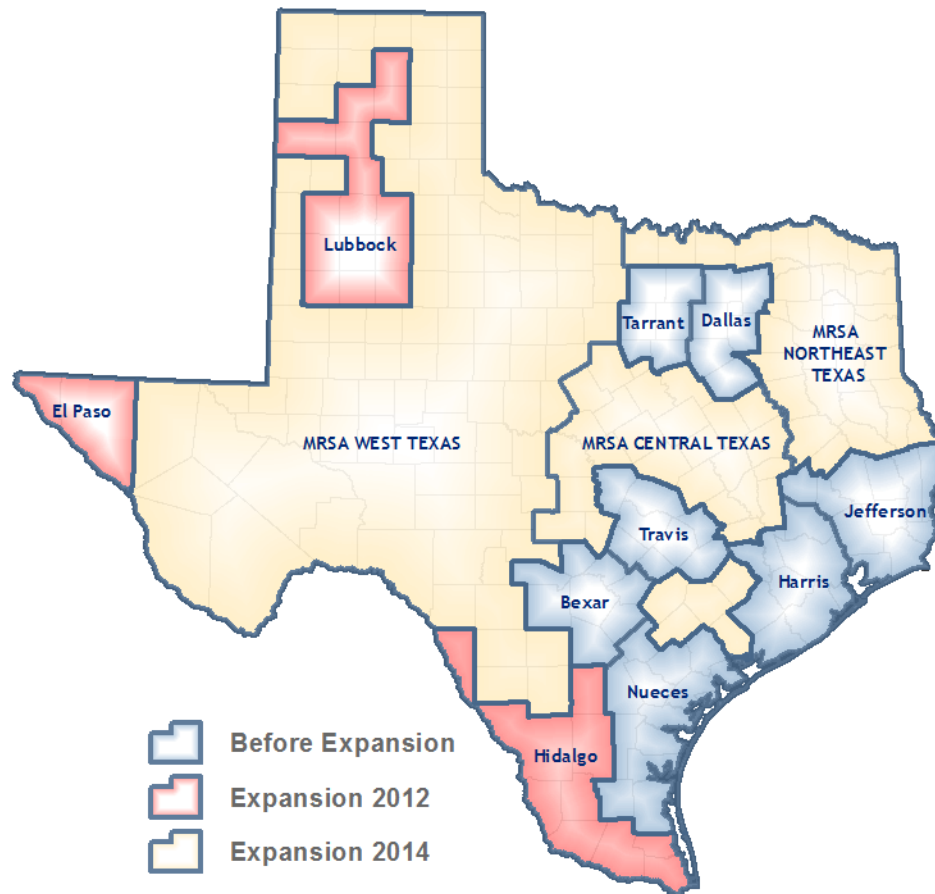 Lubbock
Tarrant
Dallas
MRSA
NORTHEAST
TEXAS
El Paso
MRSA WEST TEXAS
MRSA CENTRAL TEXAS
Jefferson
Travis
Harris
Bexar
Nueces
Hidalgo
Before Expansion
Expansion 2012
Expansion 2014